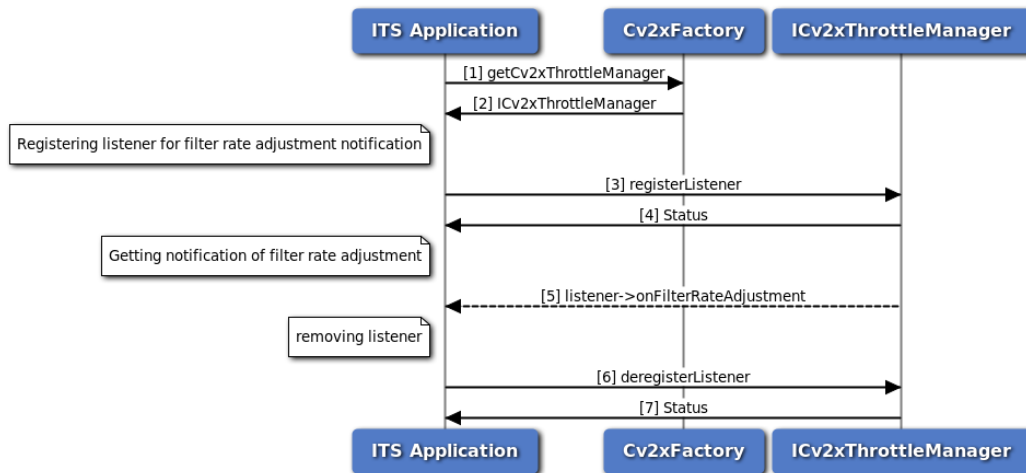 ITS Application
Cv2xFactory
ICv2xThrottleManager
[1] getCv2xThrottleManager
[2] ICv2xThrottleManager
Registering listener for filter rate adjustment notification
[3] registerListener
[4] Status
Getting notification of filter rate adjustment
[5] listener->onFilterRateAdjustment
removing listener
[6] deregisterListener
[7] Status
ITS Application
Cv2xFactory
ICv2xThrottleManager